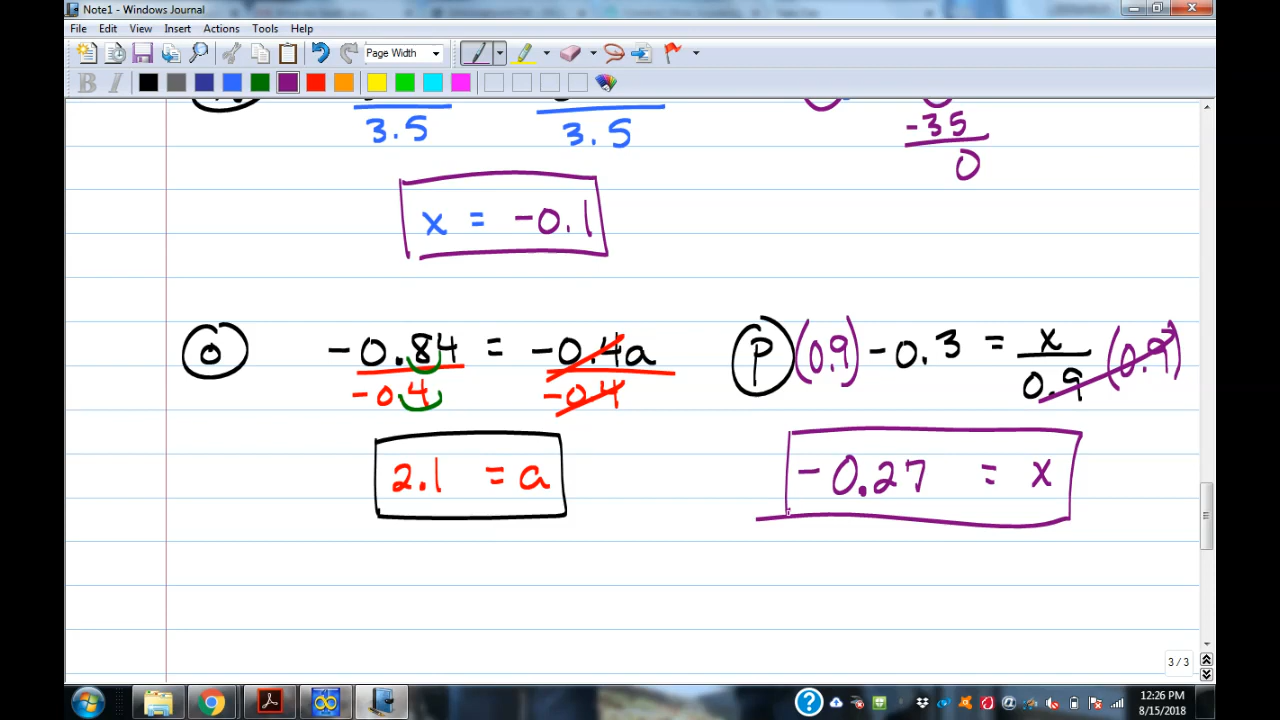 Note1 - Windows Journal
File Edit View Insert Actions Tools Help
Page Width
B I
3.5 3.5
-35
0
x = -0.1
O -0.84 = -0.4a
-0.4 -0.4
2.1 = a
P (0.9) -0.3 = x (0.9)
0.9
-0.27 = x
3 / 3
12:26 PM
8/15/2018